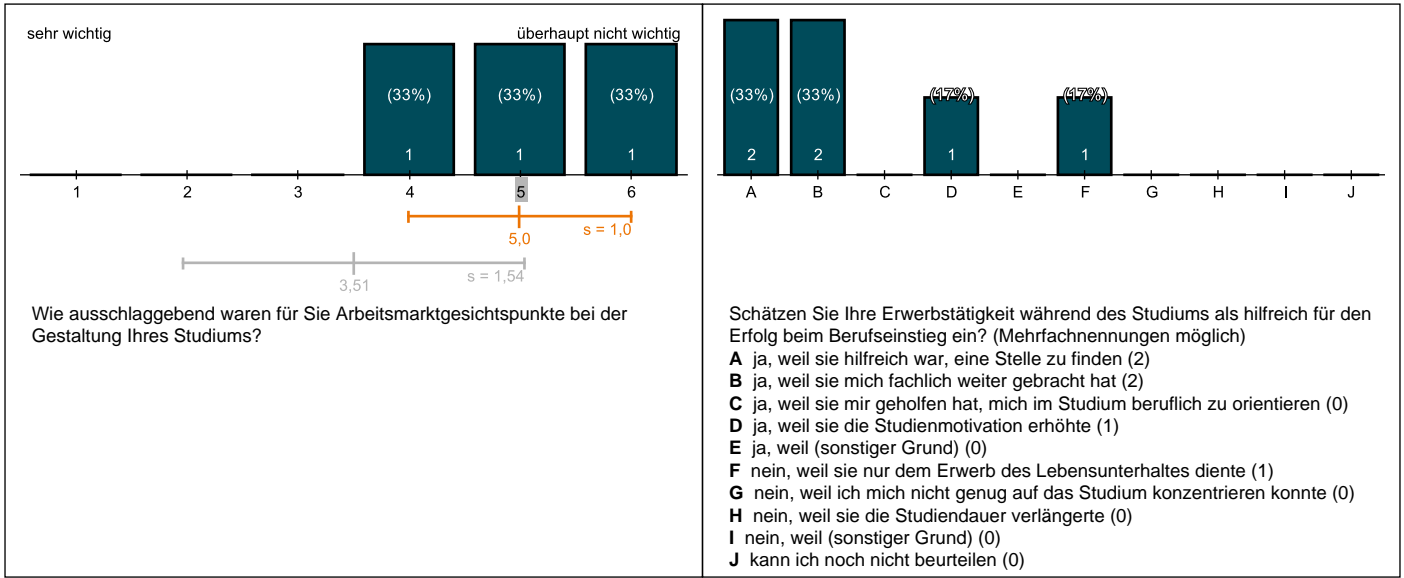 sehr wichtig
überhaupt nicht wichtig
(33%) (33%) (33%)
1 1 1
1 2 3 4 5 6
5,0
s = 1,0
3,51
s = 1,54
Wie ausschlaggebend waren für Sie Arbeitsmarktgesichtspunkte bei der
Gestaltung Ihres Studiums?
(33%) (33%) (17%) (17%)
2 2 1 1
A B C D E F G H I J
Schätzen Sie Ihre Erwerbstätigkeit während des Studiums als hilfreich für den
Erfolg beim Berufseinstieg ein? (Mehrfachnennungen möglich)
A ja, weil sie hilfreich war, eine Stelle zu finden (2)
B ja, weil sie mich fachlich weiter gebracht hat (2)
C ja, weil sie mir geholfen hat, mich im Studium beruflich zu orientieren (0)
D ja, weil sie die Studienmotivation erhöhte (1)
E ja, weil (sonstiger Grund) (0)
F nein, weil sie nur dem Erwerb des Lebensunterhaltes diente (1)
G nein, weil ich mich nicht genug auf das Studium konzentrieren konnte (0)
H nein, weil sie die Studiendauer verlängerte (0)
I nein, weil (sonstiger Grund) (0)
J kann ich noch nicht beurteilen (0)